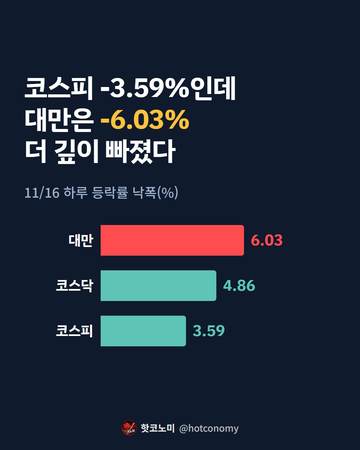 코스피 -3.59%인데
대만은 -6.03%
더 깊이 빠졌다
11/16 하루 등락률 낙폭(%)
대만 6.03
코스닥 4.86
코스피 3.59
핫코노미 @hotconomy